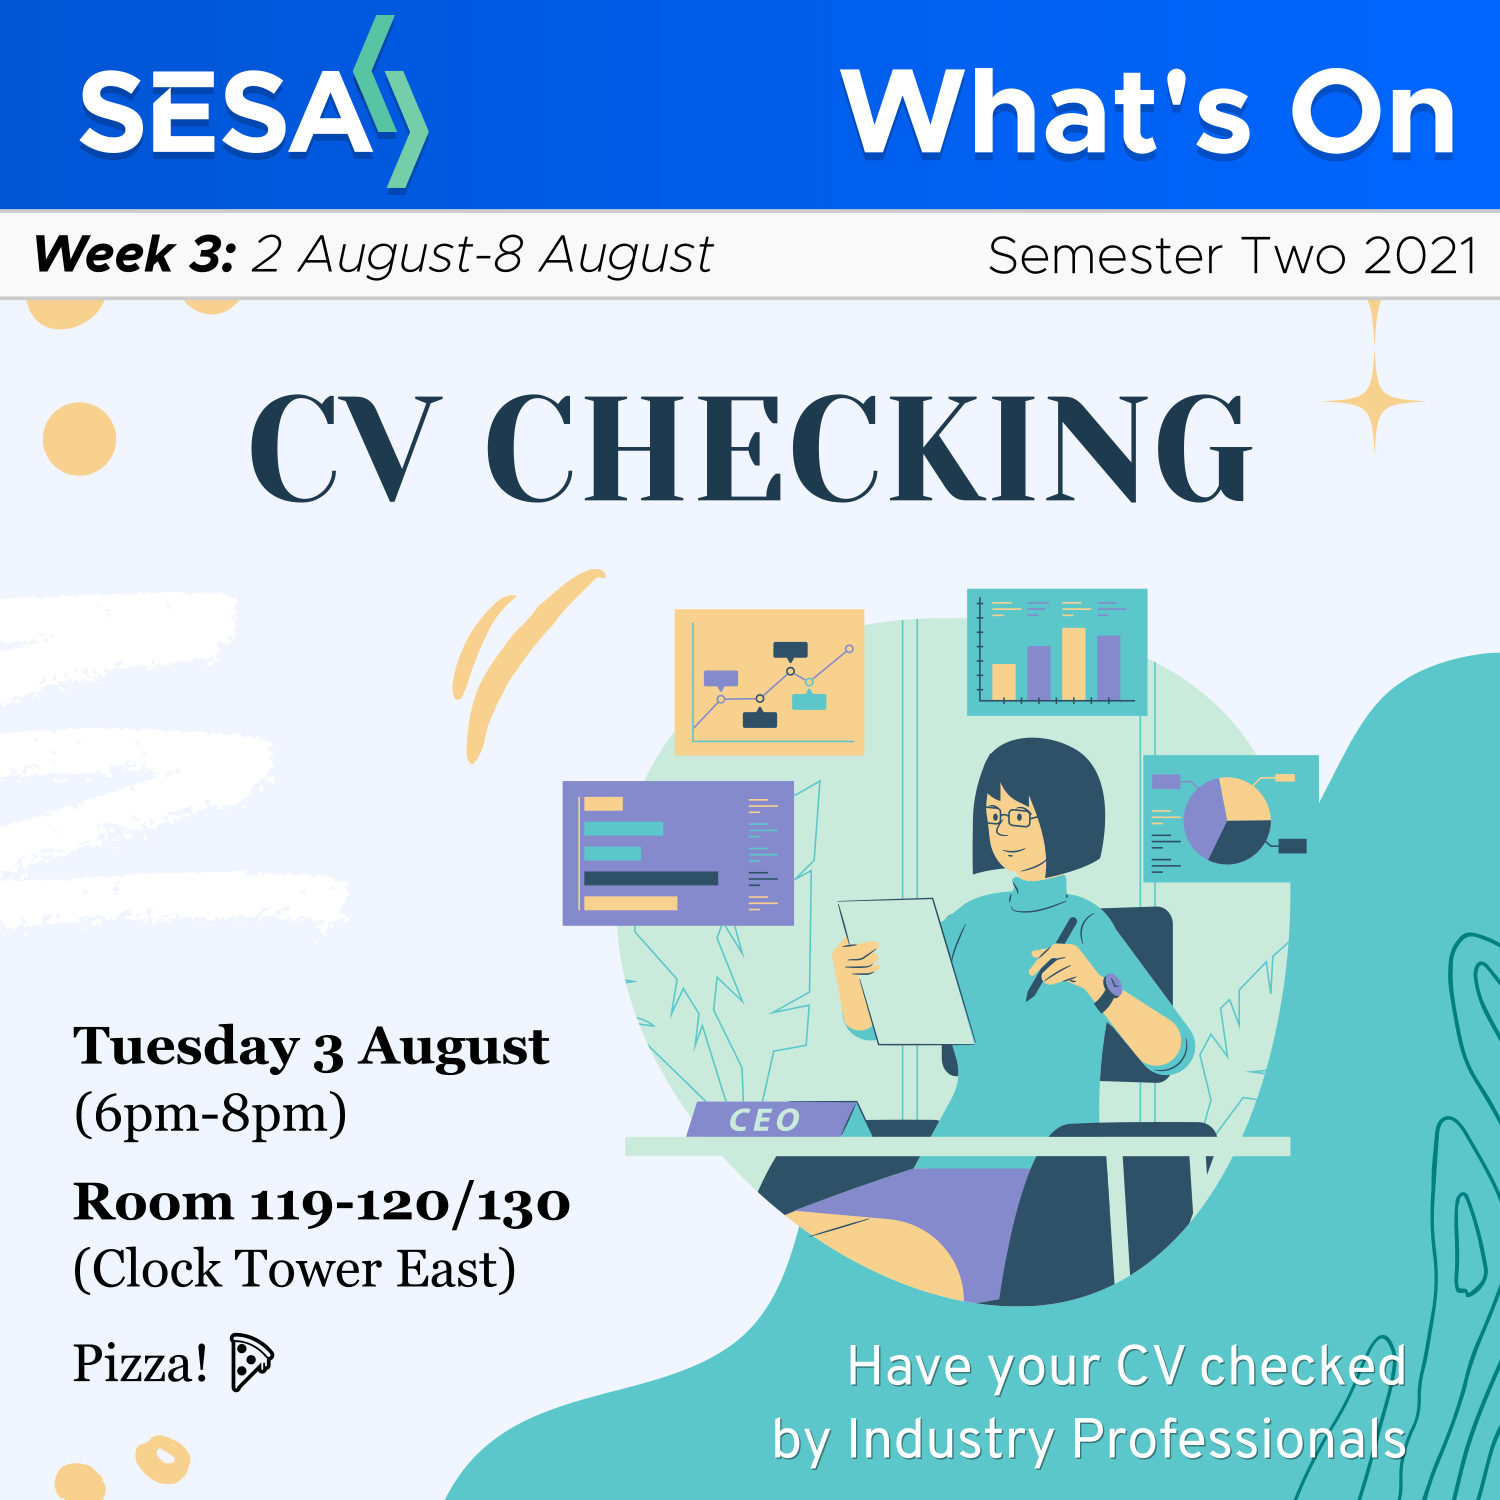 SESA
What's On
Week 3: 2 August-8 August
Semester Two 2021
CV CHECKING
CEO
Tuesday 3 August
(6pm-8pm)
Room 119-120/130
(Clock Tower East)
Pizza!
Have your CV checked
by Industry Professionals